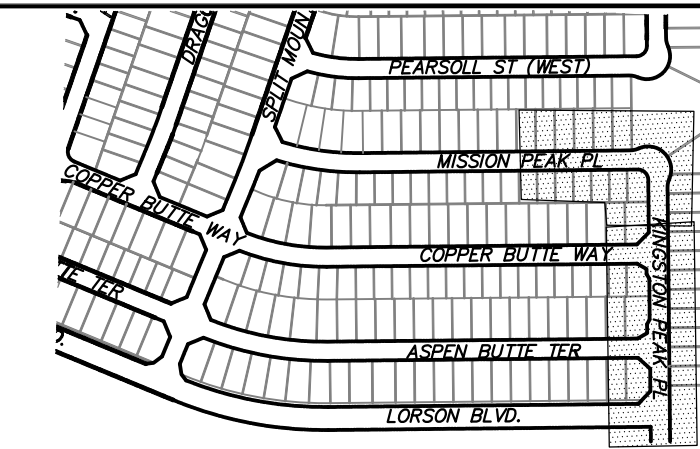 DRAG
SPLIT MOUN
PEARSOLL ST (WEST)
MISSION PEAK PL
COPPER BUTTE WAY
COPPER BUTTE WAY
KINGSTON PEAK PL
TE TER
ASPEN BUTTE TER
D.
LORSON BLVD.